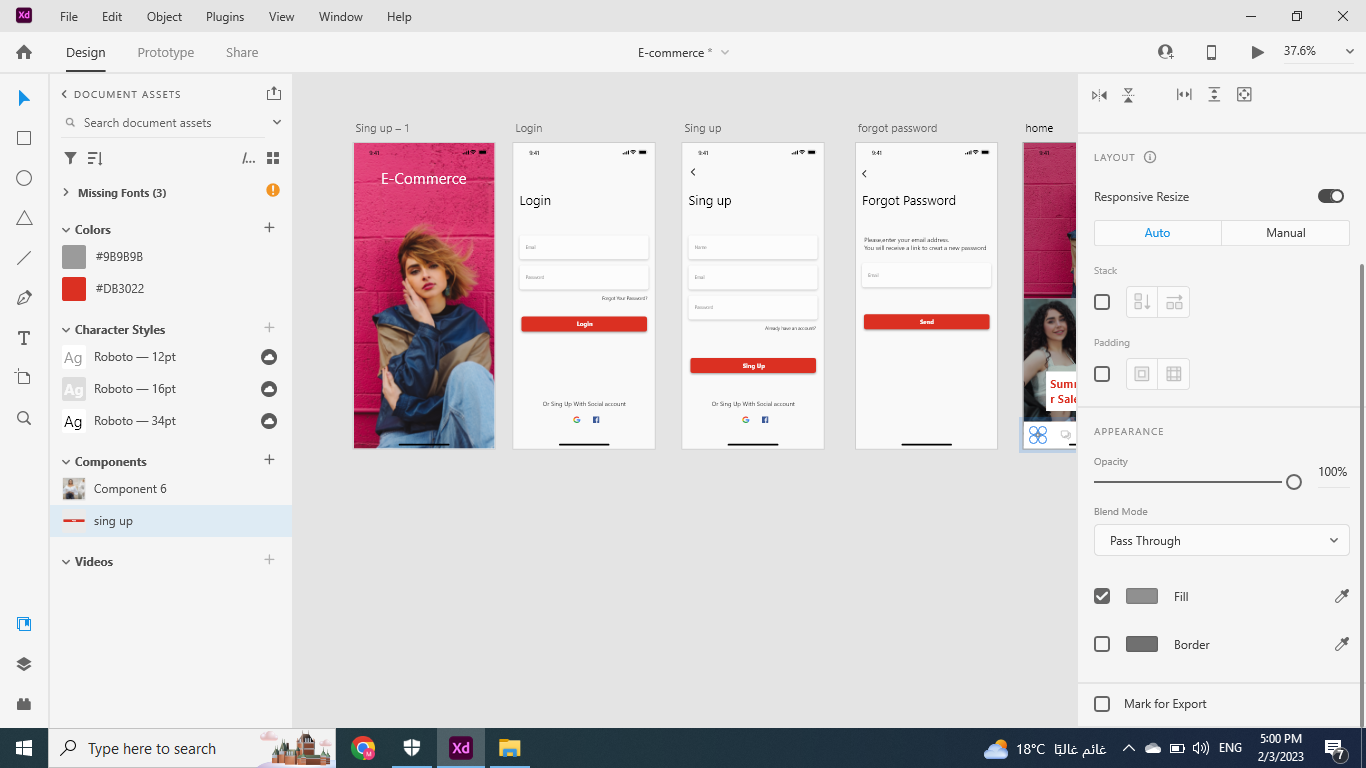 Xd File Edit Object Plugins View Window Help
Design Prototype Share E-commerce * 37.6%
DOCUMENT ASSETS
Search document assets
/...
Missing Fonts (3)
Colors
#9B9B9B
#DB3022
Character Styles
Ag Roboto — 12pt
Ag Roboto — 16pt
Ag Roboto — 34pt
Components
Component 6
sing up
Videos
Sing up – 1
9:41
E-Commerce
Login
9:41
Login
Email
Password
Forgot Your Password?
Login
Or Sing Up With Social account
Sing up
9:41
Sing up
Name
Email
Password
Already have an account?
Sing Up
Or Sing Up With Social account
forgot password
9:41
Forgot Password
Please,enter your email address.
You will receive a link to creat a new password
Email
Send
home
9:41
Summ
r Sale
LAYOUT
Responsive Resize
Auto Manual
Stack
Padding
APPEARANCE
Opacity
100%
Blend Mode
Pass Through
Fill
Border
Mark for Export
Type here to search
M
Xd
18°C غائم غالبًا
ENG
5:00 PM
2/3/2023
7